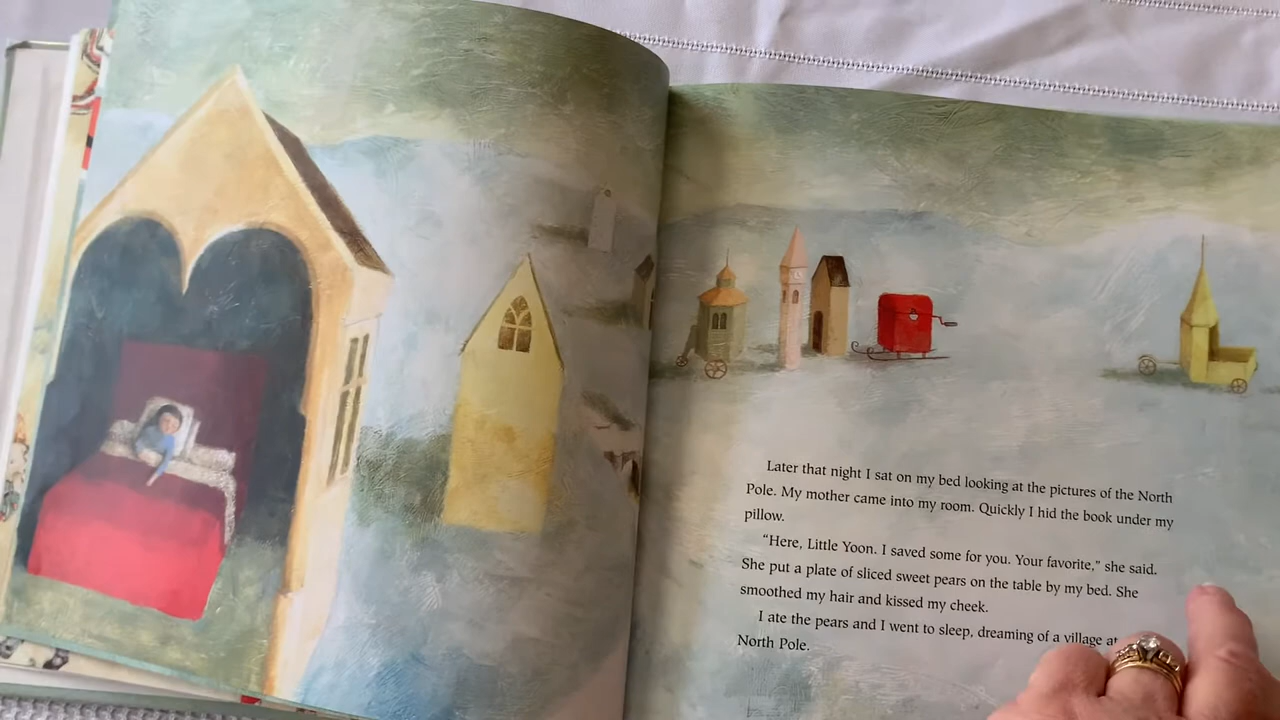 Later that night I sat on my bed looking at the pictures of the North
Pole. My mother came into my room. Quickly I hid the book under my
pillow.
“Here, Little Yoon. I saved some for you. Your favorite,” she said.
She put a plate of sliced sweet pears on the table by my bed. She
smoothed my hair and kissed my cheek.
I ate the pears and I went to sleep, dreaming of a village at
North Pole.